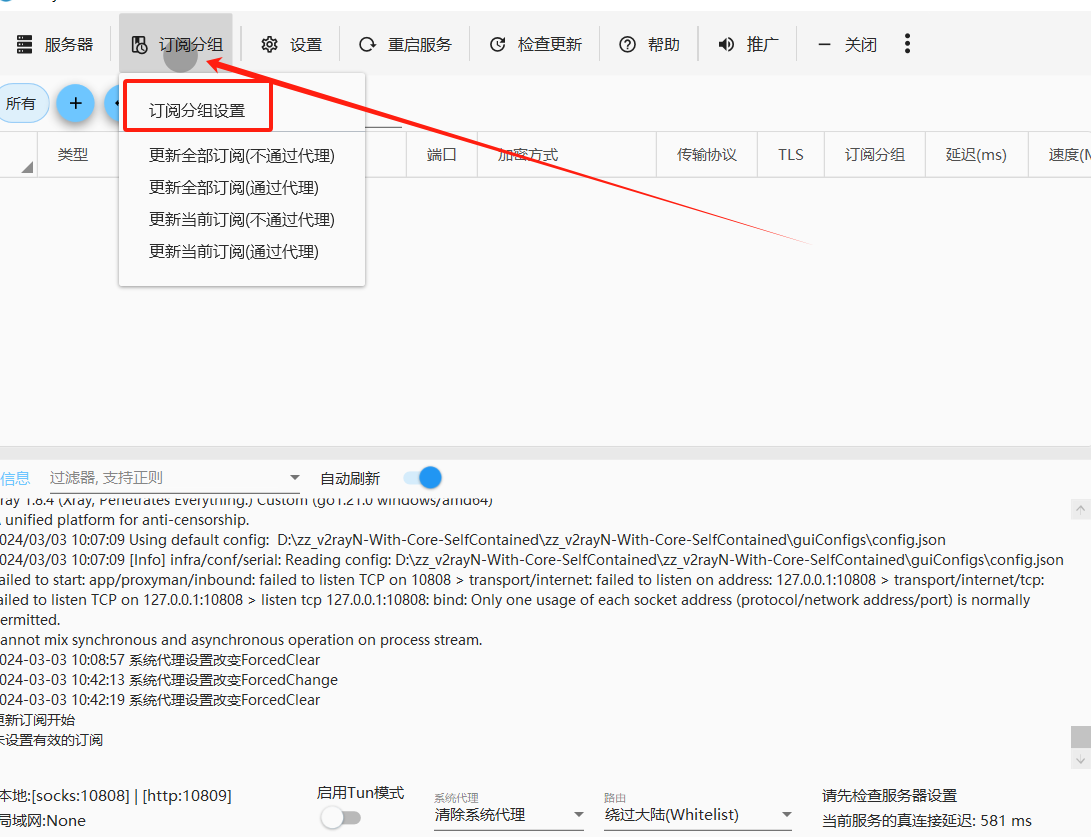 服务器 订阅分组 设置 重启服务 检查更新 帮助 推广 关闭
所有
订阅分组设置
更新全部订阅(不通过代理)
更新全部订阅(通过代理)
更新当前订阅(不通过代理)
更新当前订阅(通过代理)
类型 端口 加密方式 传输协议 TLS 订阅分组 延迟(ms) 速度(M
信息 过滤器, 支持正则 自动刷新
ray 1.8.4 (Xray, Penetrates Everything.) Custom (go1.21.0 windows/amd64)
unified platform for anti-censorship.
024/03/03 10:07:09 Using default config: D:\zz_v2rayN-With-Core-SelfContained\zz_v2rayN-With-Core-SelfContained\guiConfigs\config.json
024/03/03 10:07:09 [Info] infra/conf/serial: Reading config: D:\zz_v2rayN-With-Core-SelfContained\zz_v2rayN-With-Core-SelfContained\guiConfigs\config.json
ailed to start: app/proxyman/inbound: failed to listen TCP on 10808 > transport/internet: failed to listen on address: 127.0.0.1:10808 > transport/internet/tcp:
ailed to listen TCP on 127.0.0.1:10808 > listen tcp 127.0.0.1:10808: bind: Only one usage of each socket address (protocol/network address/port) is normally
ermitted.
annot mix synchronous and asynchronous operation on process stream.
024-03-03 10:08:57 系统代理设置改变ForcedClear
024-03-03 10:42:13 系统代理设置改变ForcedChange
024-03-03 10:42:19 系统代理设置改变ForcedClear
更新订阅开始
未设置有效的订阅
本地:[socks:10808] | [http:10809]
局域网:None
启用Tun模式
系统代理
清除系统代理
路由
绕过大陆(Whitelist)
请先检查服务器设置
当前服务的真连接延迟: 581 ms